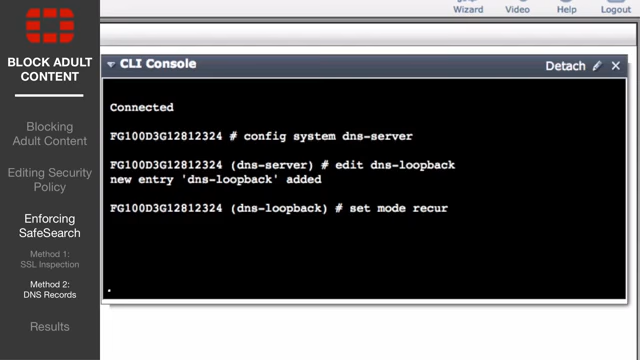 BLOCK ADULT
CONTENT
Blocking
Adult Content
Editing Security
Policy
Enforcing
SafeSearch
Method 1:
SSL Inspection
Method 2:
DNS Records
Results
Wizard Video Help Logout
CLI Console
Detach
Connected
FG100D3G12812324 # config system dns-server
FG100D3G12812324 (dns-server) # edit dns-loopback
new entry 'dns-loopback' added
FG100D3G12812324 (dns-loopback) # set mode recur